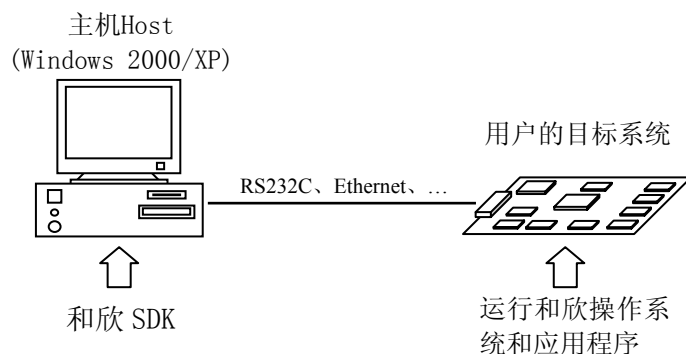 主机Host
(Windows 2000/XP)
用户的目标系统
RS232C、Ethernet、…
和欣 SDK
运行和欣操作系
统和应用程序